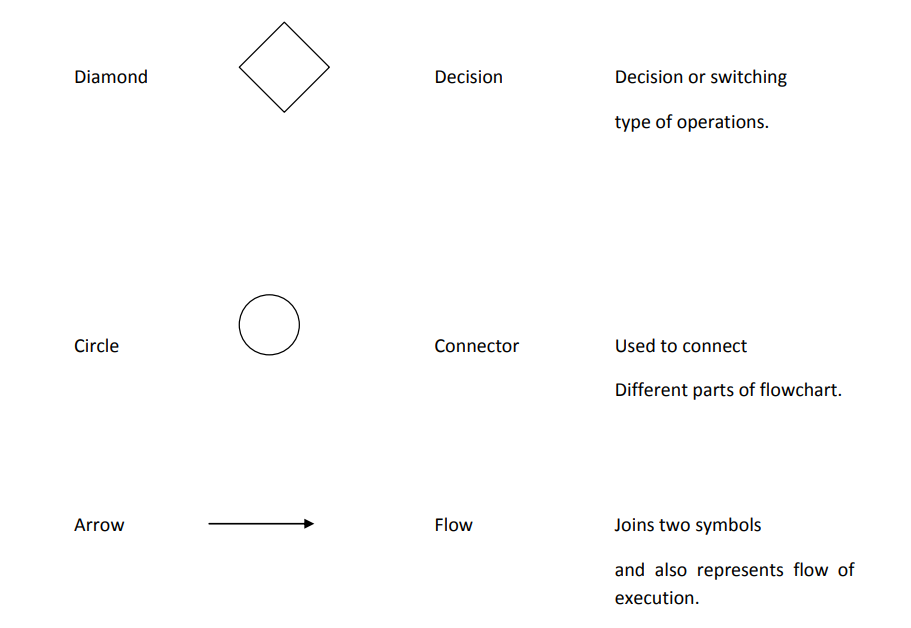 Diamond Decision Decision or switching
type of operations.
Circle Connector Used to connect
Different parts of flowchart.
Arrow Flow Joins two symbols
and also represents flow of
execution.